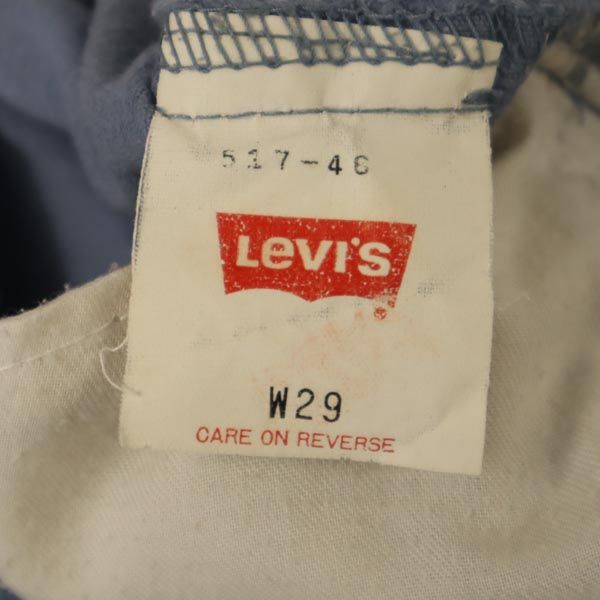 517-46
LEVI'S
®
W29
CARE ON REVERSE